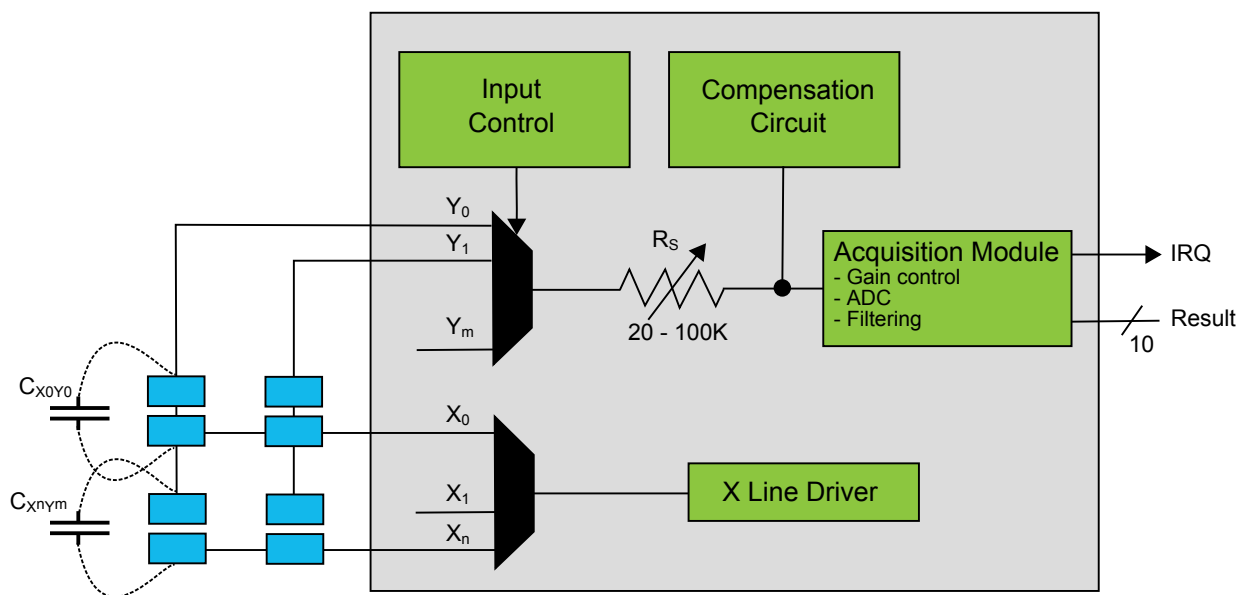 Input
Control
Compensation
Circuit
Y0
Y1
RS
Acquisition Module
- Gain control
- ADC
- Filtering
IRQ
Result
10
20 - 100K
Ym
CX0Y0
X0
X Line Driver
CXnYm
X1
Xn